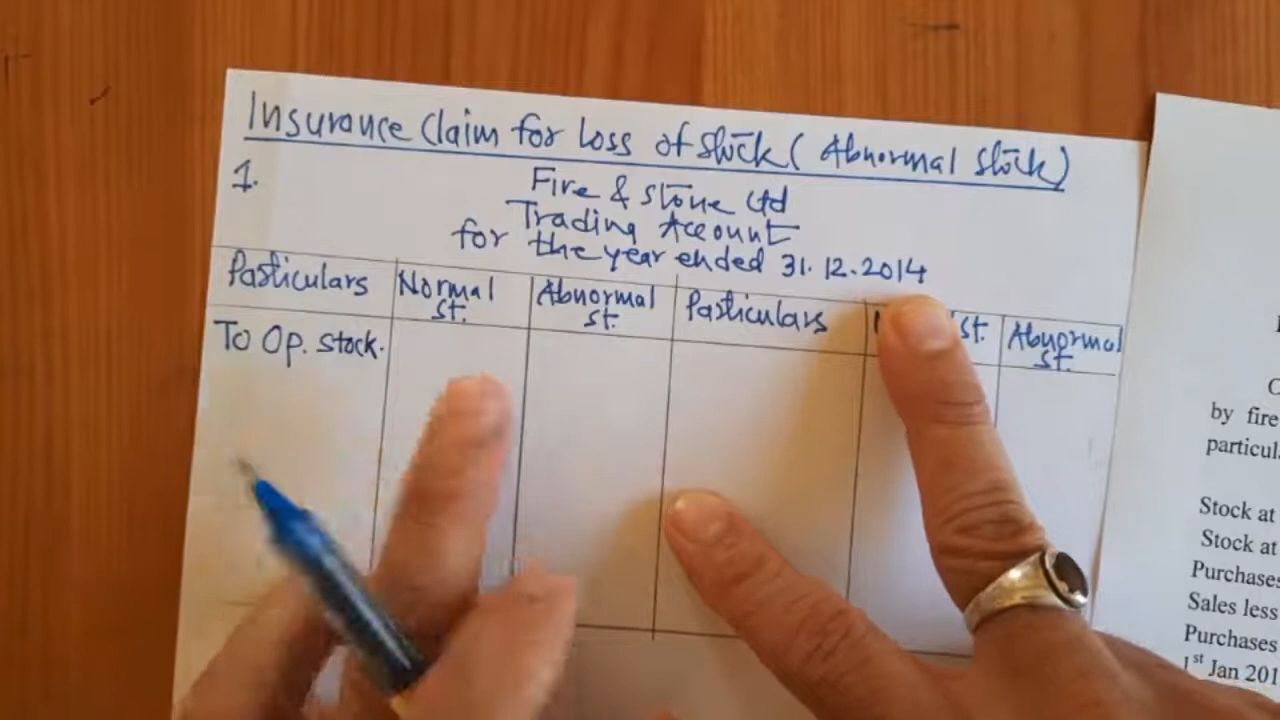 Insurance Claim for Loss of Stock ( Abnormal Stock)
1.
Fire & Stone Ltd
Trading Account
for the year ended 31.12.2014
Particulars Normal st. Abnormal st. Particulars st. Abnormal st.
To Op. stock.
by fire
Stock at
Stock at
Purchases
Sales less
Purchases
1st Jan